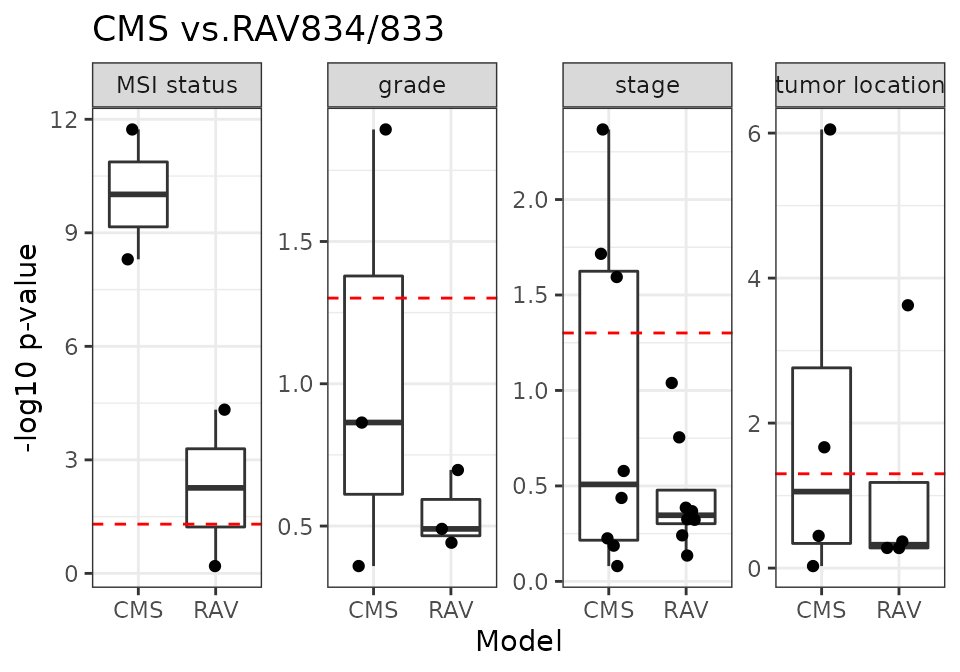 CMS vs.RAV834/833
MSI status
grade
stage
tumor location
-log10 p-value
12
9
6
3
0
1.5
1.0
0.5
2.0
1.5
1.0
0.5
0.0
6
4
2
0
CMS RAV
CMS RAV
CMS RAV
CMS RAV
Model